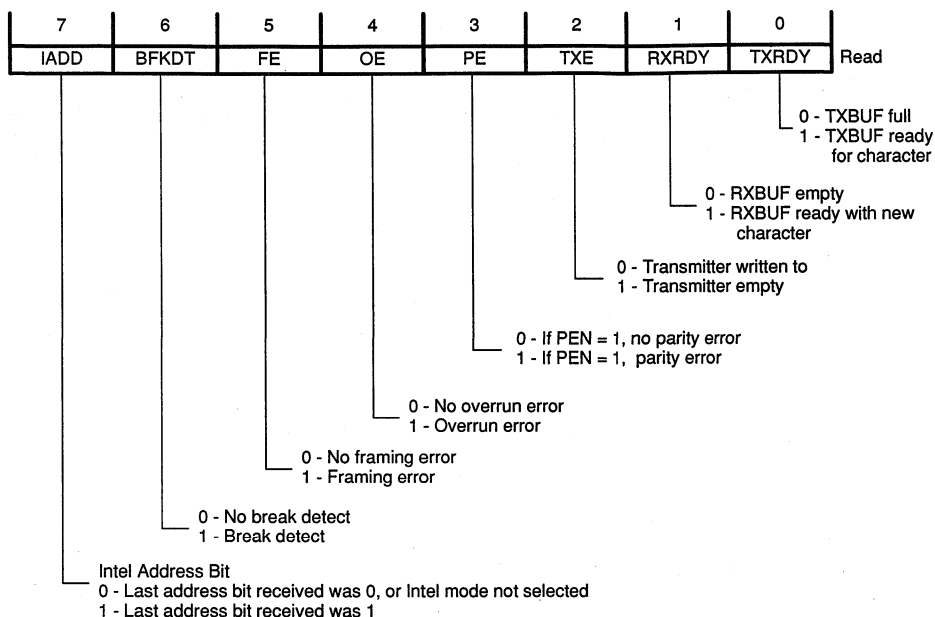 7 6 5 4 3 2 1 0
IADD BFKDT FE OE PE TXE RXRDY TXRDY Read
0 - TXBUF full
1 - TXBUF ready
for character
0 - RXBUF empty
1 - RXBUF ready with new
character
0 - Transmitter written to
1 - Transmitter empty
0 - If PEN = 1, no parity error
1 - If PEN = 1, parity error
0 - No overrun error
1 - Overrun error
0 - No framing error
1 - Framing error
0 - No break detect
1 - Break detect
Intel Address Bit
0 - Last address bit received was 0, or Intel mode not selected
1 - Last address bit received was 1